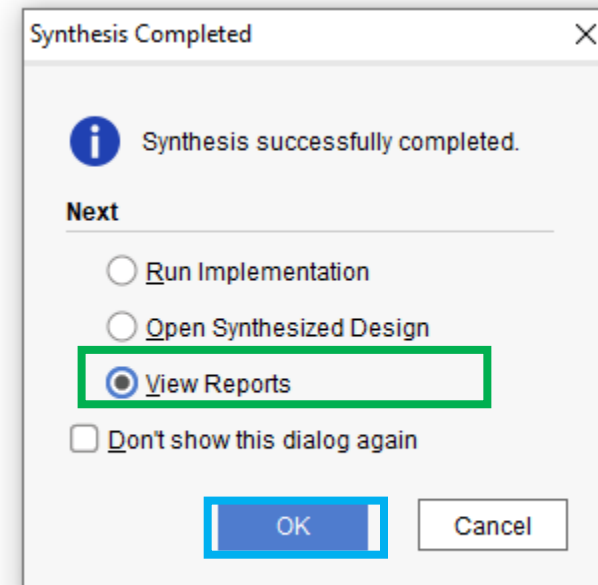 Synthesis Completed
Synthesis successfully completed.
Next
Run Implementation
Open Synthesized Design
View Reports
Don't show this dialog again
OK Cancel